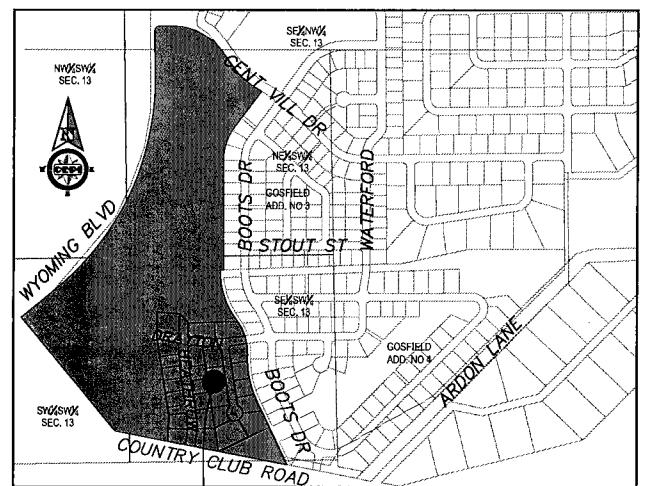 SE¼NW¼
SEC. 13
NW¼SW¼
SEC. 13
N
CENT VILL DR
NE¼SW¼
SEC. 13
GOSFIELD
ADD. NO 3
BOOTS DR
WATERFORD
STOUT ST
WYOMING BLVD
SE¼SW¼
SEC. 13
GOSFIELD
ADD. NO 4
ARDON LANE
BOOTS DR
SW¼SW¼
SEC. 13
COUNTRY CLUB ROAD